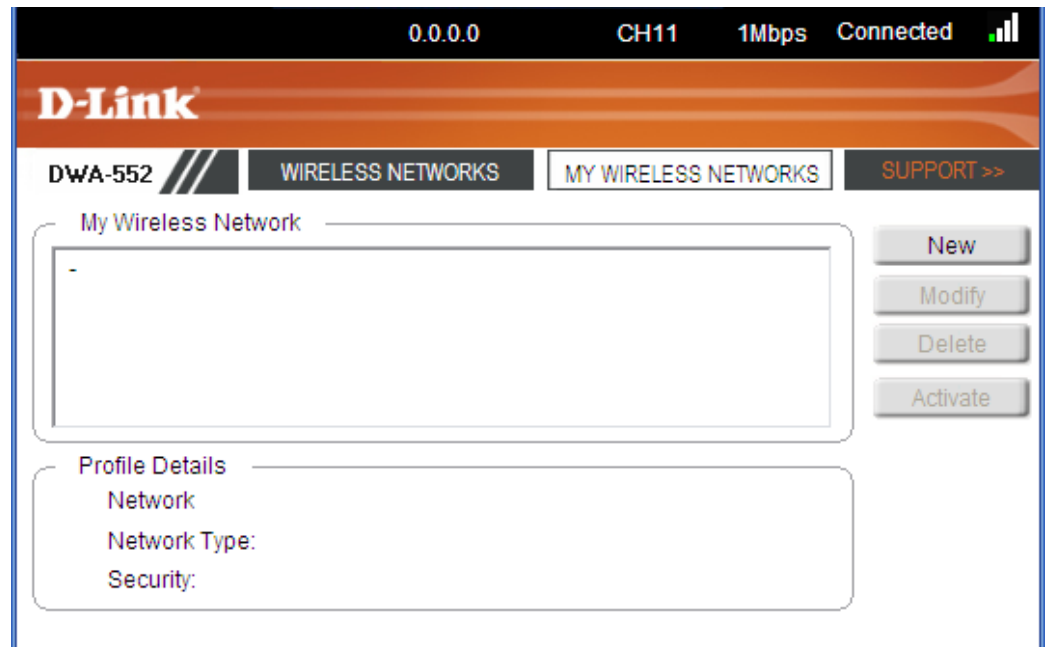 0.0.0.0 CH11 1Mbps Connected
D-Link
DWA-552 WIRELESS NETWORKS MY WIRELESS NETWORKS SUPPORT >>
My Wireless Network
-
New
Modify
Delete
Activate
Profile Details
Network
Network Type:
Security: